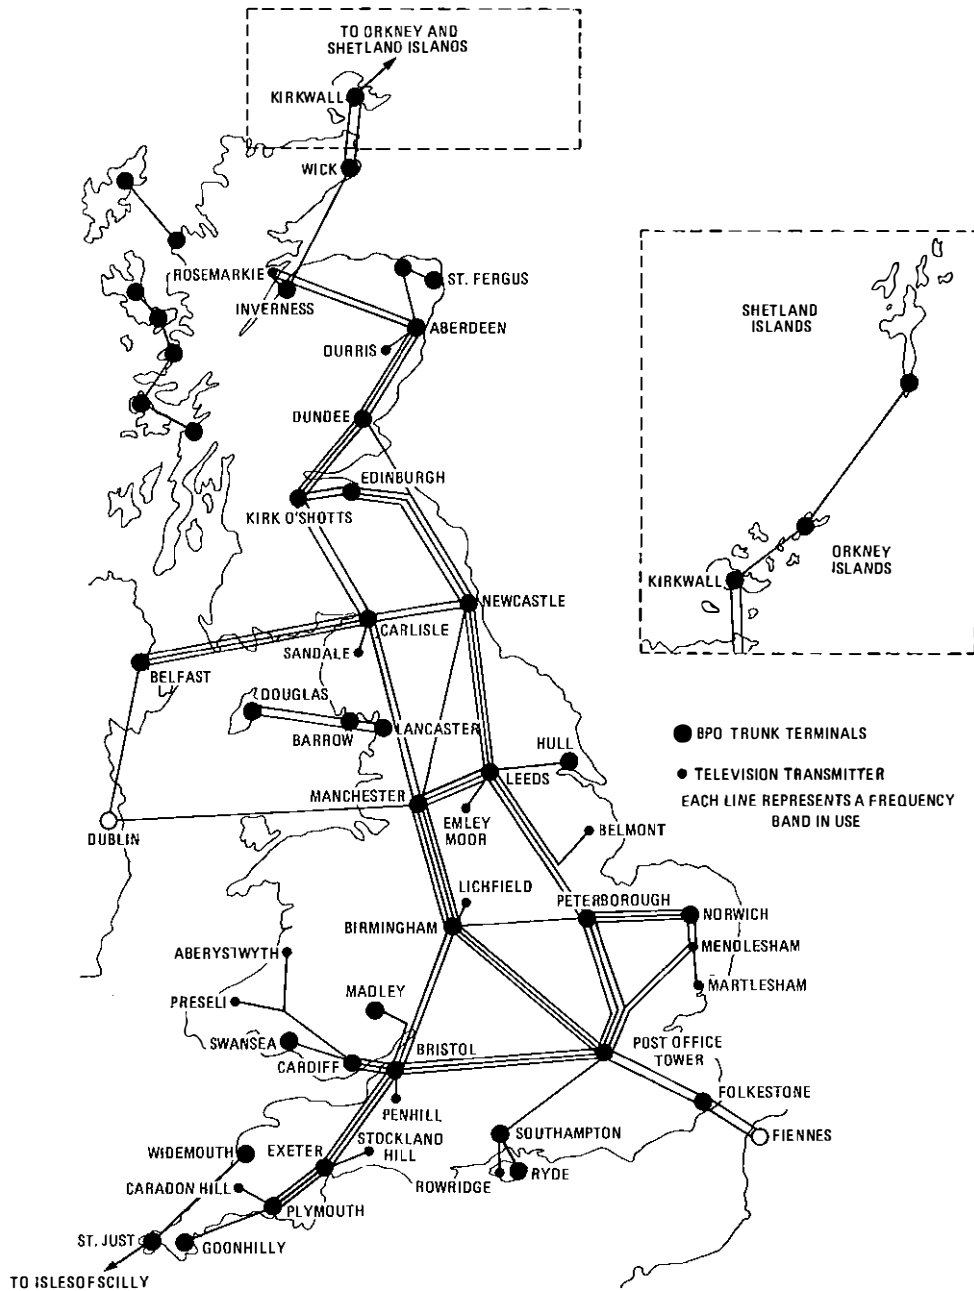 TO ORKNEY AND
SHETLAND ISLANDS
KIRKWALL
WICK
ROSEMARKIE
INVERNESS
ST. FERGUS
ABERDEEN
DURRIS
DUNDEE
EDINBURGH
KIRK O'SHOTTS
SHETLAND
ISLANDS
ORKNEY
ISLANDS
KIRKWALL
NEWCASTLE
CARLISLE
SANDALE
BELFAST
DOUGLAS
BARROW
LANCASTER
HULL
LEEDS
MANCHESTER
EMLEY
MOOR
DUBLIN
BELMONT
BPO TRUNK TERMINALS
TELEVISION TRANSMITTER
EACH LINE REPRESENTS A FREQUENCY
BAND IN USE
LICHFIELD
PETERBOROUGH
NORWICH
BIRMINGHAM
MENDLESHAM
ABERYSTWYTH
MARTLESHAM
MADLEY
PRESELI
SWANSEA
CARDIFF
BRISTOL
POST OFFICE
TOWER
PENHILL
FOLKESTONE
FIENNES
SOUTHAMPTON
STOCKLAND
HILL
EXETER
WIDEMOUTH
ROWRIDGE
RYDE
CARADON HILL
PLYMOUTH
ST. JUST
GOONHILLY
TO ISLES OF SCILLY